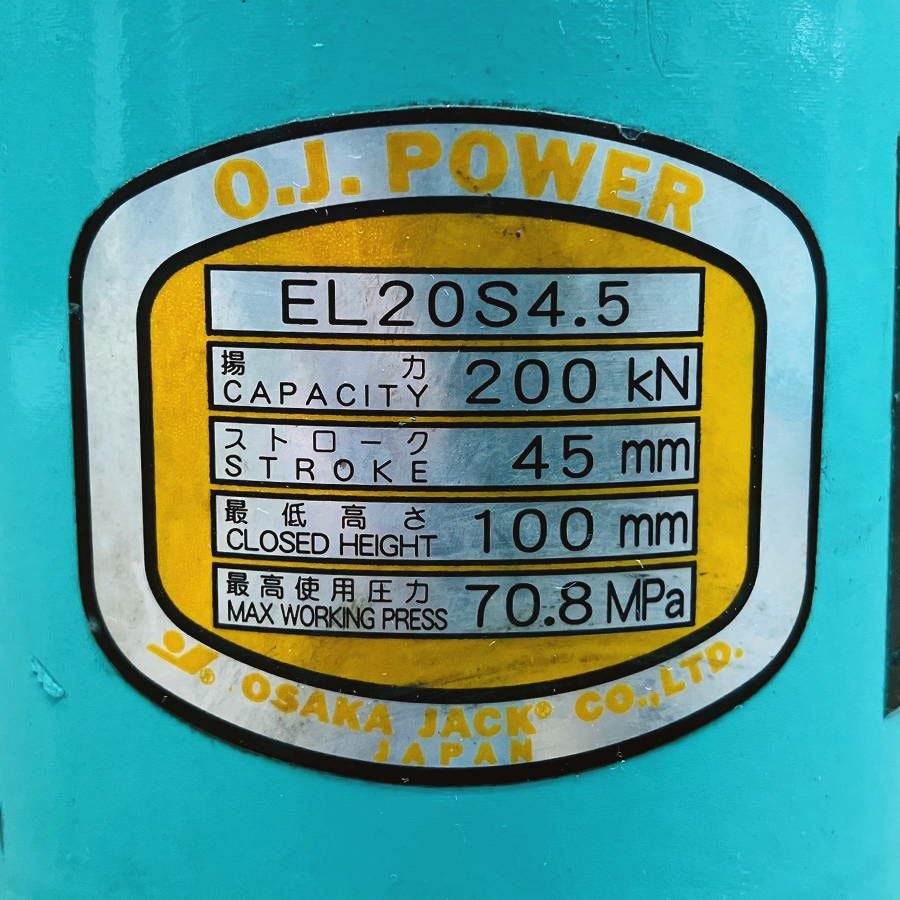 O.J. POWER
EL20S4.5
揚力
CAPACITY 200 kN
ストローク
STROKE 45 mm
最低高さ
CLOSED HEIGHT 100 mm
最高使用圧力
MAX WORKING PRESS 70.8 MPa
OJ® OSAKA JACK® CO.,LTD.
JAPAN